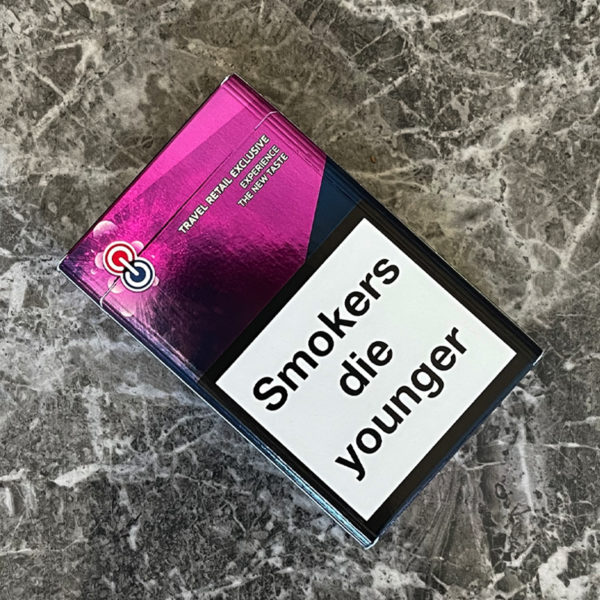 TRAVEL RETAIL EXCLUSIVE
EXPERIENCE
THE NEW TASTE
Smokers
die
younger